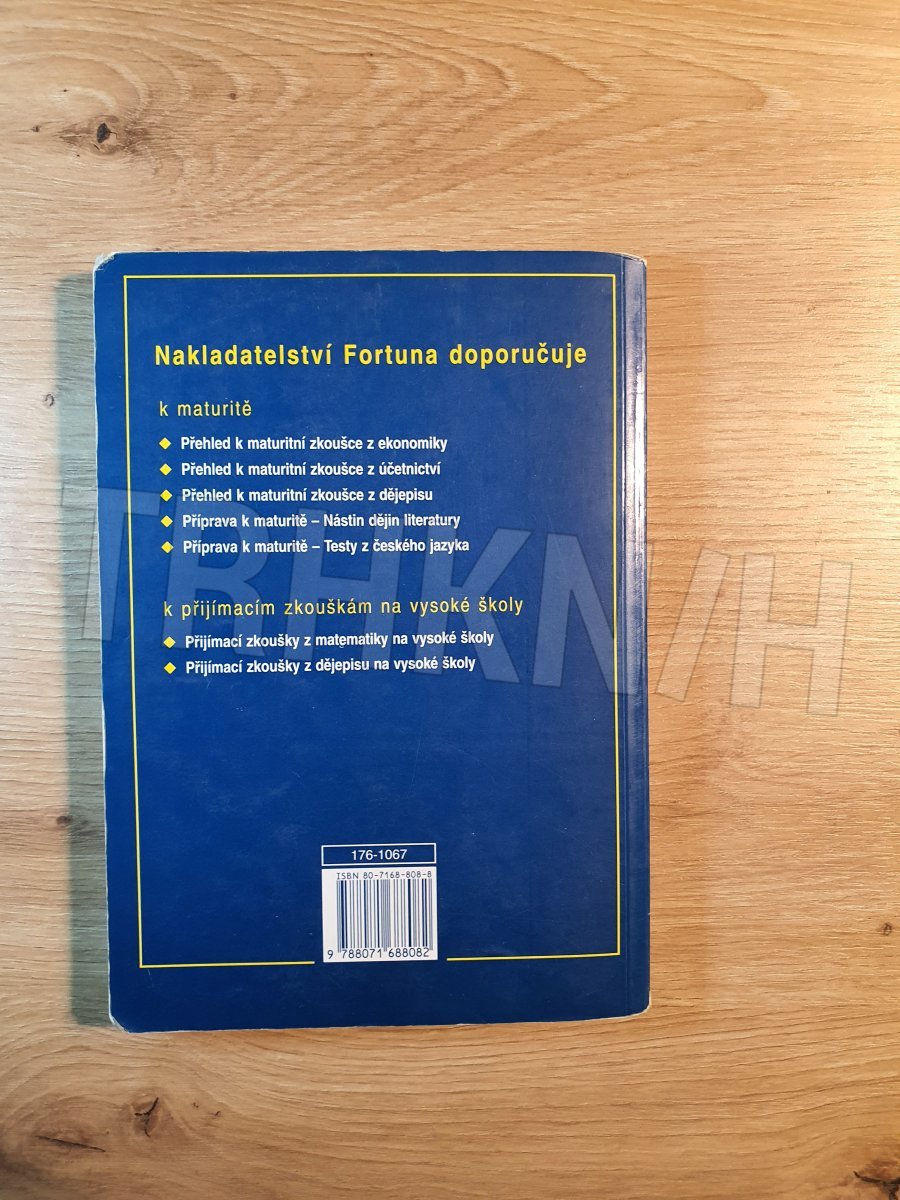 Nakladatelství Fortuna doporučuje
k maturitě
Přehled k maturitní zkoušce z ekonomiky
Přehled k maturitní zkoušce z účetnictví
Přehled k maturitní zkoušce z dějepisu
Příprava k maturitě – Nástin dějin literatury
Příprava k maturitě – Testy z českého jazyka
TRHKN/H
k přijímacím zkouškám na vysoké školy
Přijímací zkoušky z matematiky na vysoké školy
Přijímací zkoušky z dějepisu na vysoké školy
176-1067
ISBN 80-7168-808-8
9 788071 688082